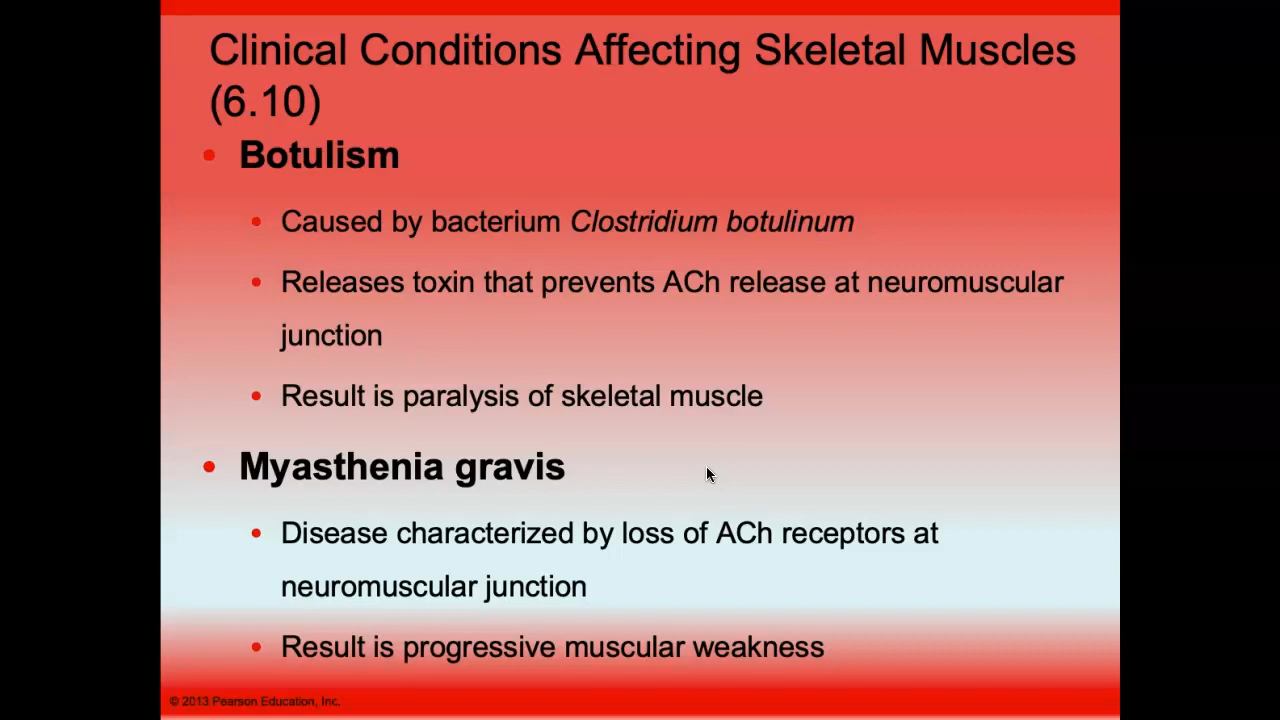 Clinical Conditions Affecting Skeletal Muscles
(6.10)
• Botulism
• Caused by bacterium Clostridium botulinum
• Releases toxin that prevents ACh release at neuromuscular
junction
• Result is paralysis of skeletal muscle
• Myasthenia gravis
• Disease characterized by loss of ACh receptors at
neuromuscular junction
• Result is progressive muscular weakness
© 2013 Pearson Education, Inc.